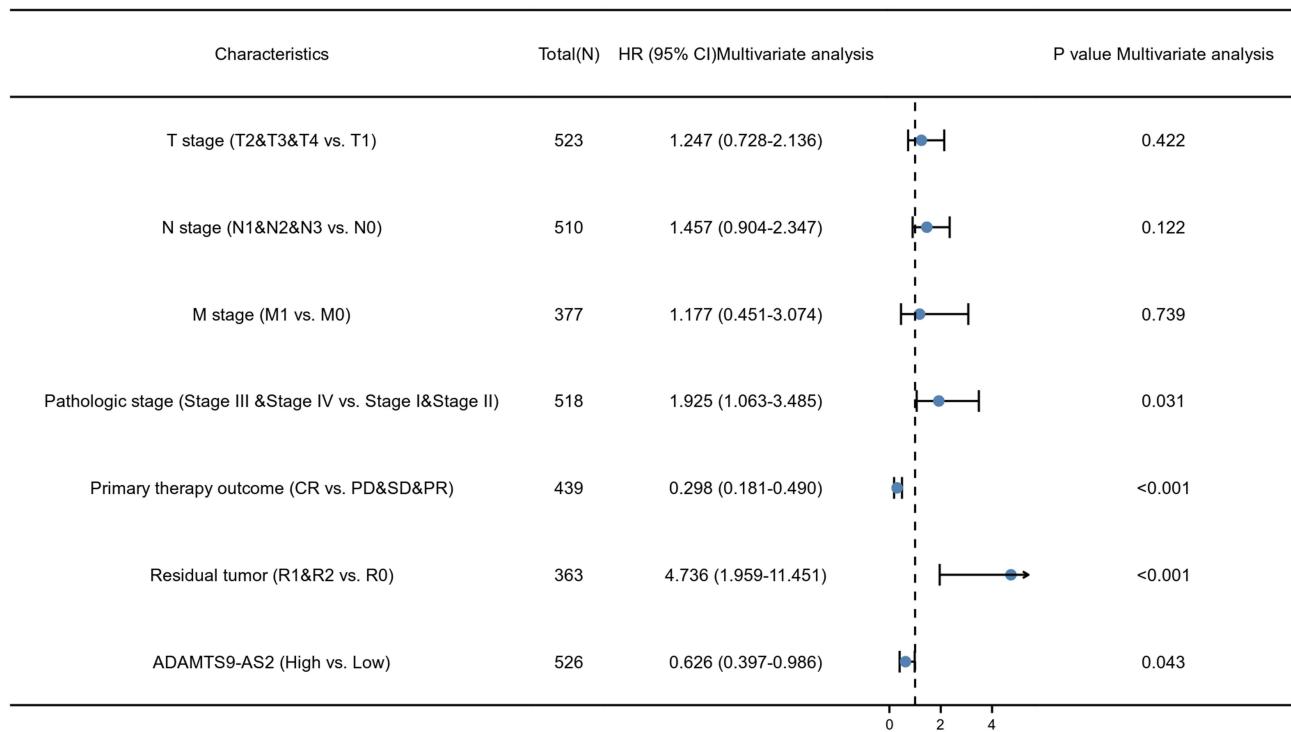 Characteristics Total(N) HR (95% CI)Multivariate analysis P value Multivariate analysis
T stage (T2&T3&T4 vs. T1) 523 1.247 (0.728-2.136) 0.422
N stage (N1&N2&N3 vs. N0) 510 1.457 (0.904-2.347) 0.122
M stage (M1 vs. M0) 377 1.177 (0.451-3.074) 0.739
Pathologic stage (Stage III &Stage IV vs. Stage I&Stage II) 518 1.925 (1.063-3.485) 0.031
Primary therapy outcome (CR vs. PD&SD&PR) 439 0.298 (0.181-0.490) <0.001
Residual tumor (R1&R2 vs. R0) 363 4.736 (1.959-11.451) <0.001
ADAMTS9-AS2 (High vs. Low) 526 0.626 (0.397-0.986) 0.043
0 2 4